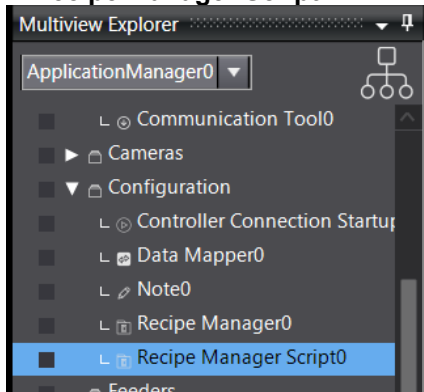 Multiview Explorer
ApplicationManager0
Communication Tool0
Cameras
Configuration
Controller Connection Startup
Data Mapper0
Note0
Recipe Manager0
Recipe Manager Script0
Feeders